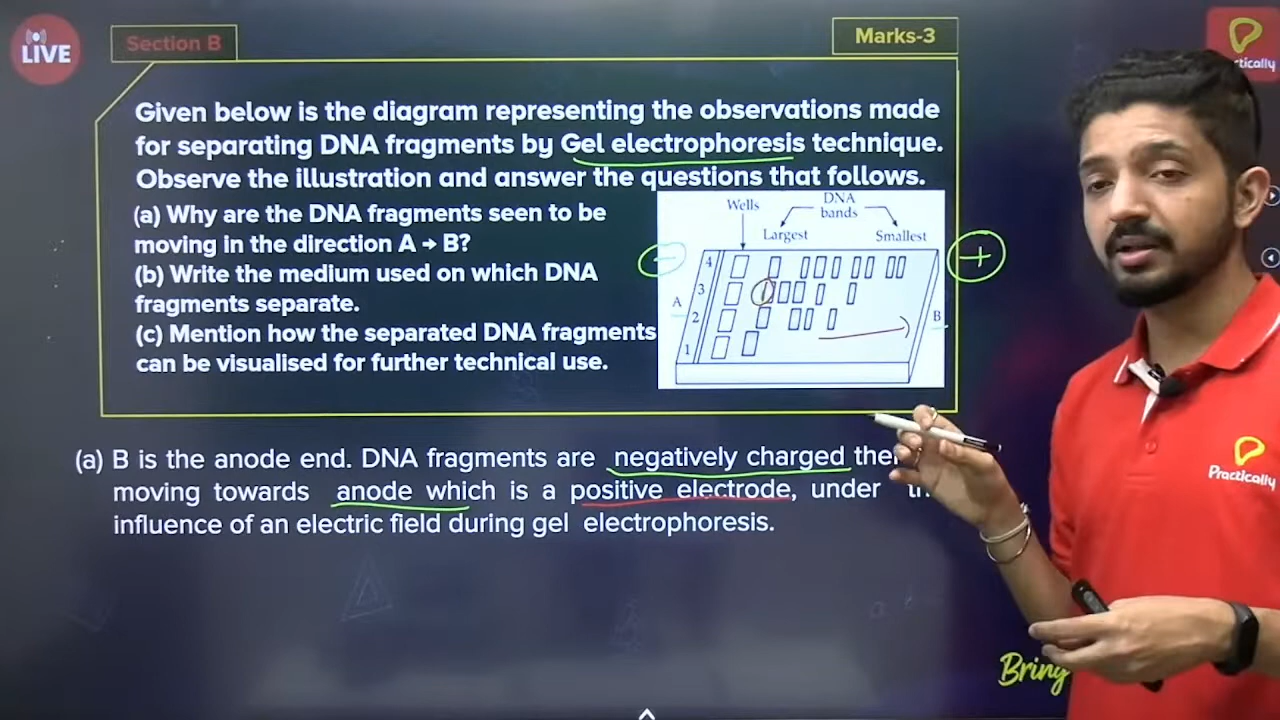 LIVE
Section B
Marks-3
Practically
Given below is the diagram representing the observations made
for separating DNA fragments by Gel electrophoresis technique.
Observe the illustration and answer the questions that follows.
(a) Why are the DNA fragments seen to be
moving in the direction A → B?
(b) Write the medium used on which DNA
fragments separate.
(c) Mention how the separated DNA fragments
can be visualised for further technical use.
Wells
DNA
bands
Largest
Smallest
−
+
4
3
A
2
B
1
(a) B is the anode end. DNA fragments are negatively charged
moving towards anode which is a positive electrode, under
influence of an electric field during gel electrophoresis.
Practically